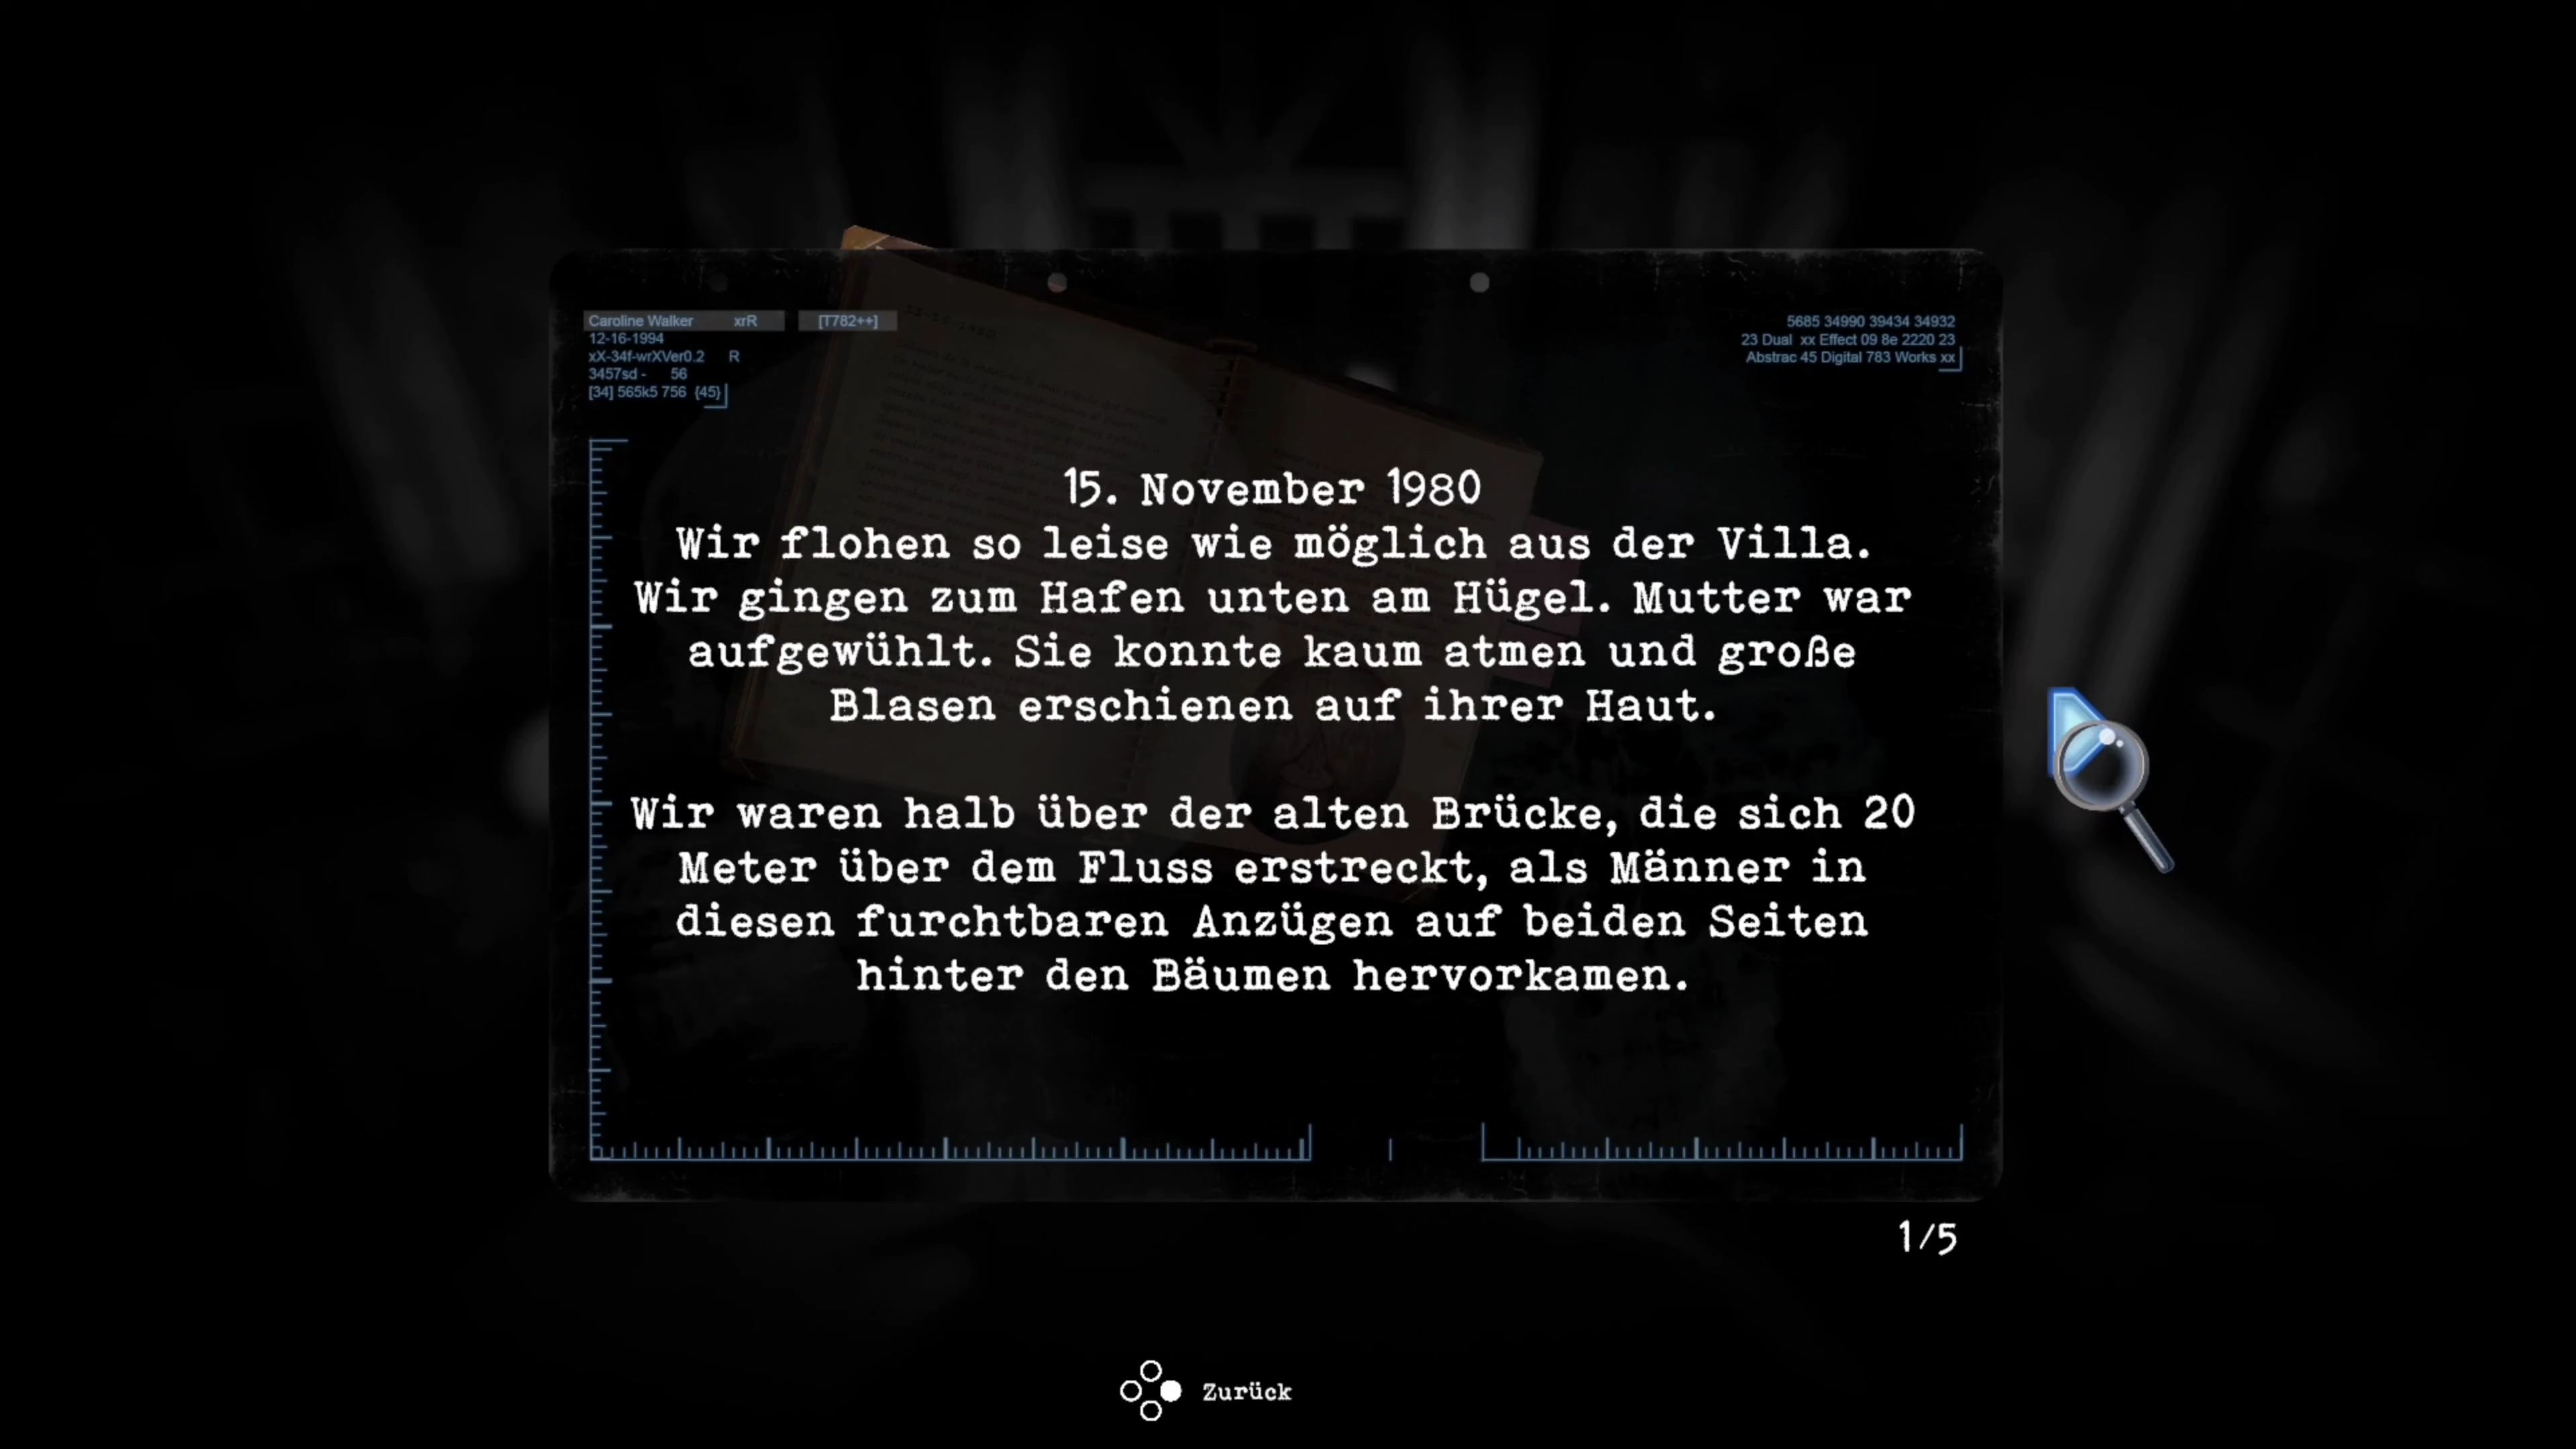 Caroline Walker xrR [T782++]
12-16-1994
xX-34f-wrXVer0.2 R
3457sd - 56
[34] 565k5 756 {45}
5685 34990 39434 34932
23 Dual xx Effect 09 8e 2220 23
Abstrac 45 Digital 783 Works xx
15. November 1980
Wir flohen so leise wie möglich aus der Villa.
Wir gingen zum Hafen unten am Hügel. Mutter war
aufgewühlt. Sie konnte kaum atmen und große
Blasen erschienen auf ihrer Haut.
Wir waren halb über der alten Brücke, die sich 20
Meter über dem Fluss erstreckt, als Männer in
diesen furchtbaren Anzügen auf beiden Seiten
hinter den Bäumen hervorkamen.
1/5
Zurück